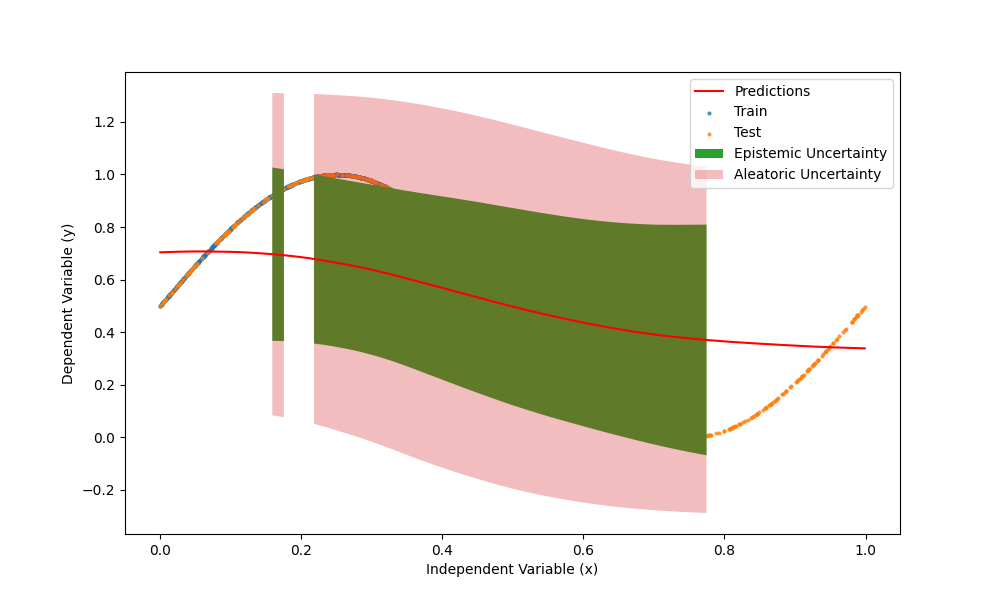 Predictions
Train
Test
Epistemic Uncertainty
Aleatoric Uncertainty
1.2
1.0
0.8
0.6
0.4
0.2
0.0
−0.2
Dependent Variable (y)
0.0 0.2 0.4 0.6 0.8 1.0
Independent Variable (x)